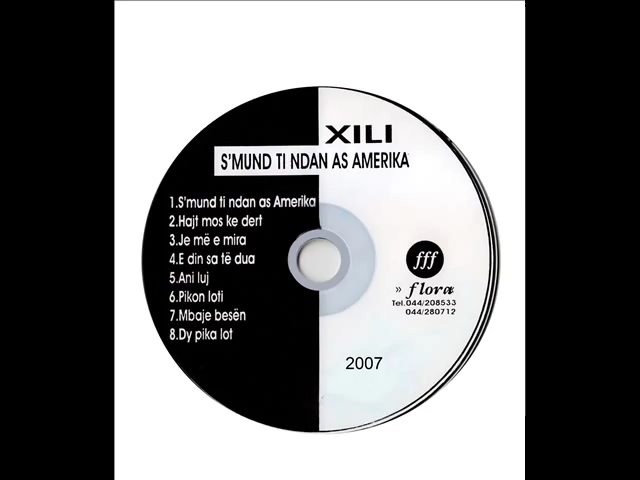 XILI
S'MUND TI NDAN AS AMERIKA
1.S'mund ti ndan as Amerika
2.Hajt mos ke dert
3.Je më e mira
4.E din sa të dua
5.Ani luj
6.Pikon loti
7.Mbaje besën
8.Dy pika lot
fff
» flora
Tel.044/208533
044/280712
2007